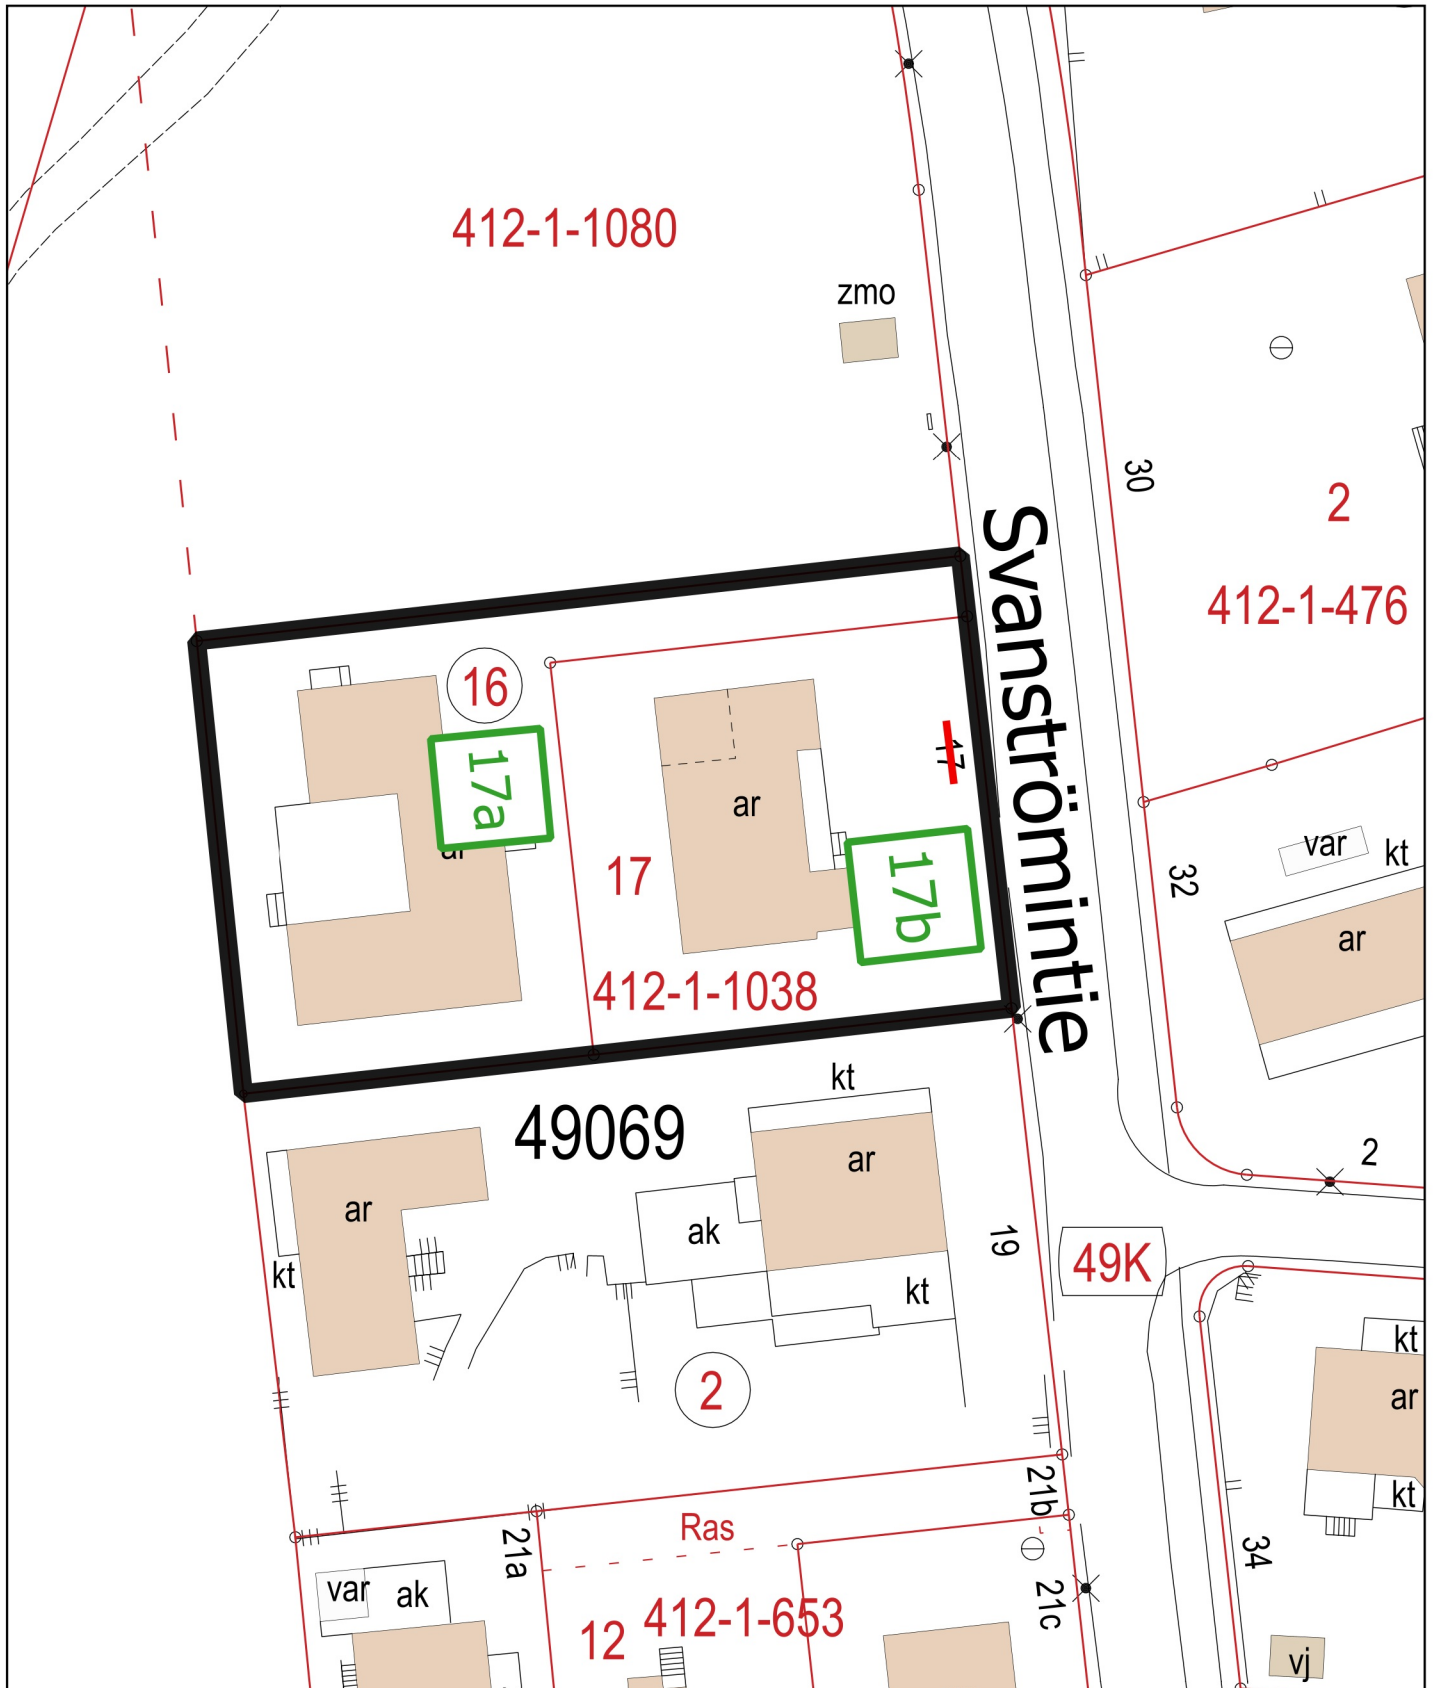 412-1-1080
zmo
30
2
412-1-476
Svanströmintie
16
17a
17
ar
ar
17
17b
412-1-1038
32
var
kt
ar
kt
49069
2
ar
ar
ak
19
49K
kt
kt
2
kt
ar
kt
21b
Ras
21a
34
var
ak
21c
412-1-653
12
vj